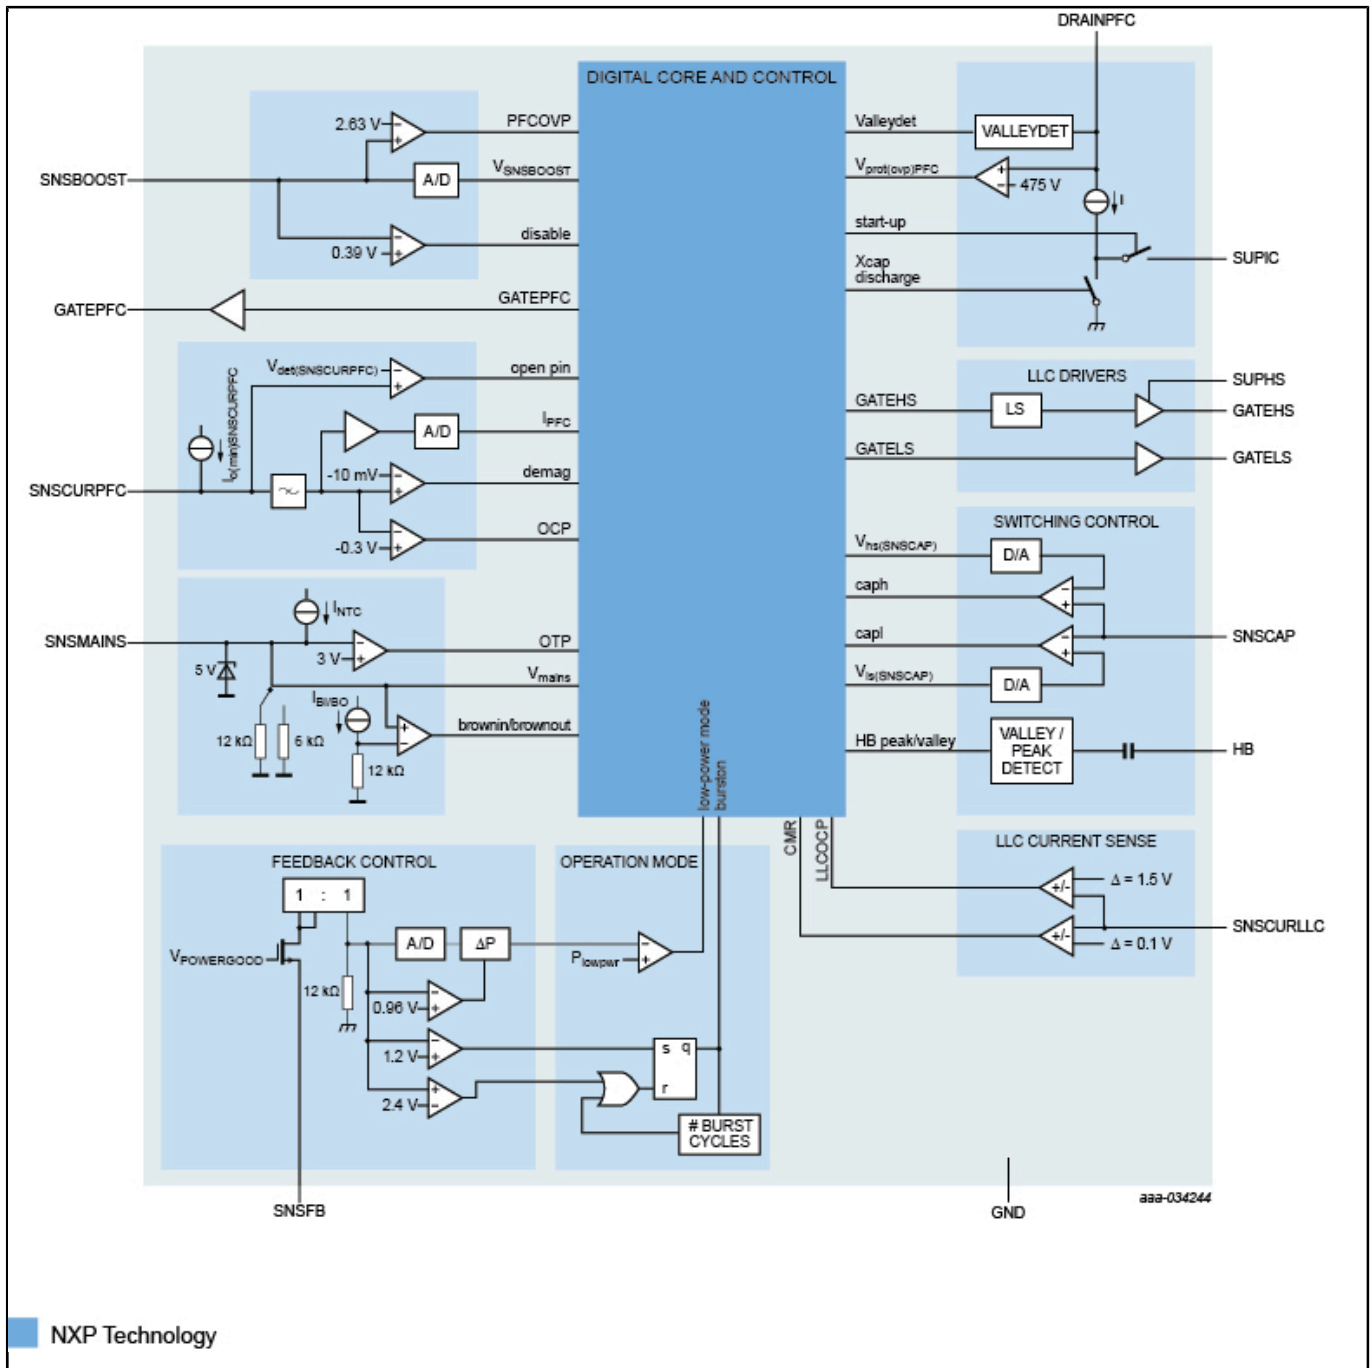 DRAINPFC
DIGITAL CORE AND CONTROL
2.63 V
PFCOVP
SNSBOOST
A/D
VSNSBOOST
0.39 V
disable
GATEPFC
GATEPFC
Valleydet
VALLEYDET
Vprot(ovp)PFC
475 V
I
start-up
SUPIC
Xcap
discharge
Vdet(SNSCURPFC)
open pin
Io(min)SNSCURPFC
A/D
IPFC
-10 mV
demag
SNSCURPFC
-0.3 V
OCP
LLC DRIVERS
SUPHS
GATEHS
LS
GATEHS
GATELS
GATELS
SWITCHING CONTROL
Vhs(SNSCAP)
D/A
caph
capl
SNSCAP
Vls(SNSCAP)
D/A
HB peak/valley
VALLEY /
PEAK
DETECT
HB
INTC
SNSMAINS
3 V
OTP
5 V
Vmains
IBI/BO
brownin/brownout
12 kΩ
6 kΩ
12 kΩ
low-power mode
burston
CMR
LLCOCP
LLC CURRENT SENSE
Δ = 1.5 V
+/-
SNSCURLLC
+/-
Δ = 0.1 V
FEEDBACK CONTROL
1 : 1
VPOWERGOOD
A/D
ΔP
12 kΩ
0.96 V
1.2 V
2.4 V
OPERATION MODE
Plowpwr
s q
r
# BURST
CYCLES
SNSFB
GND
aaa-034244
NXP Technology